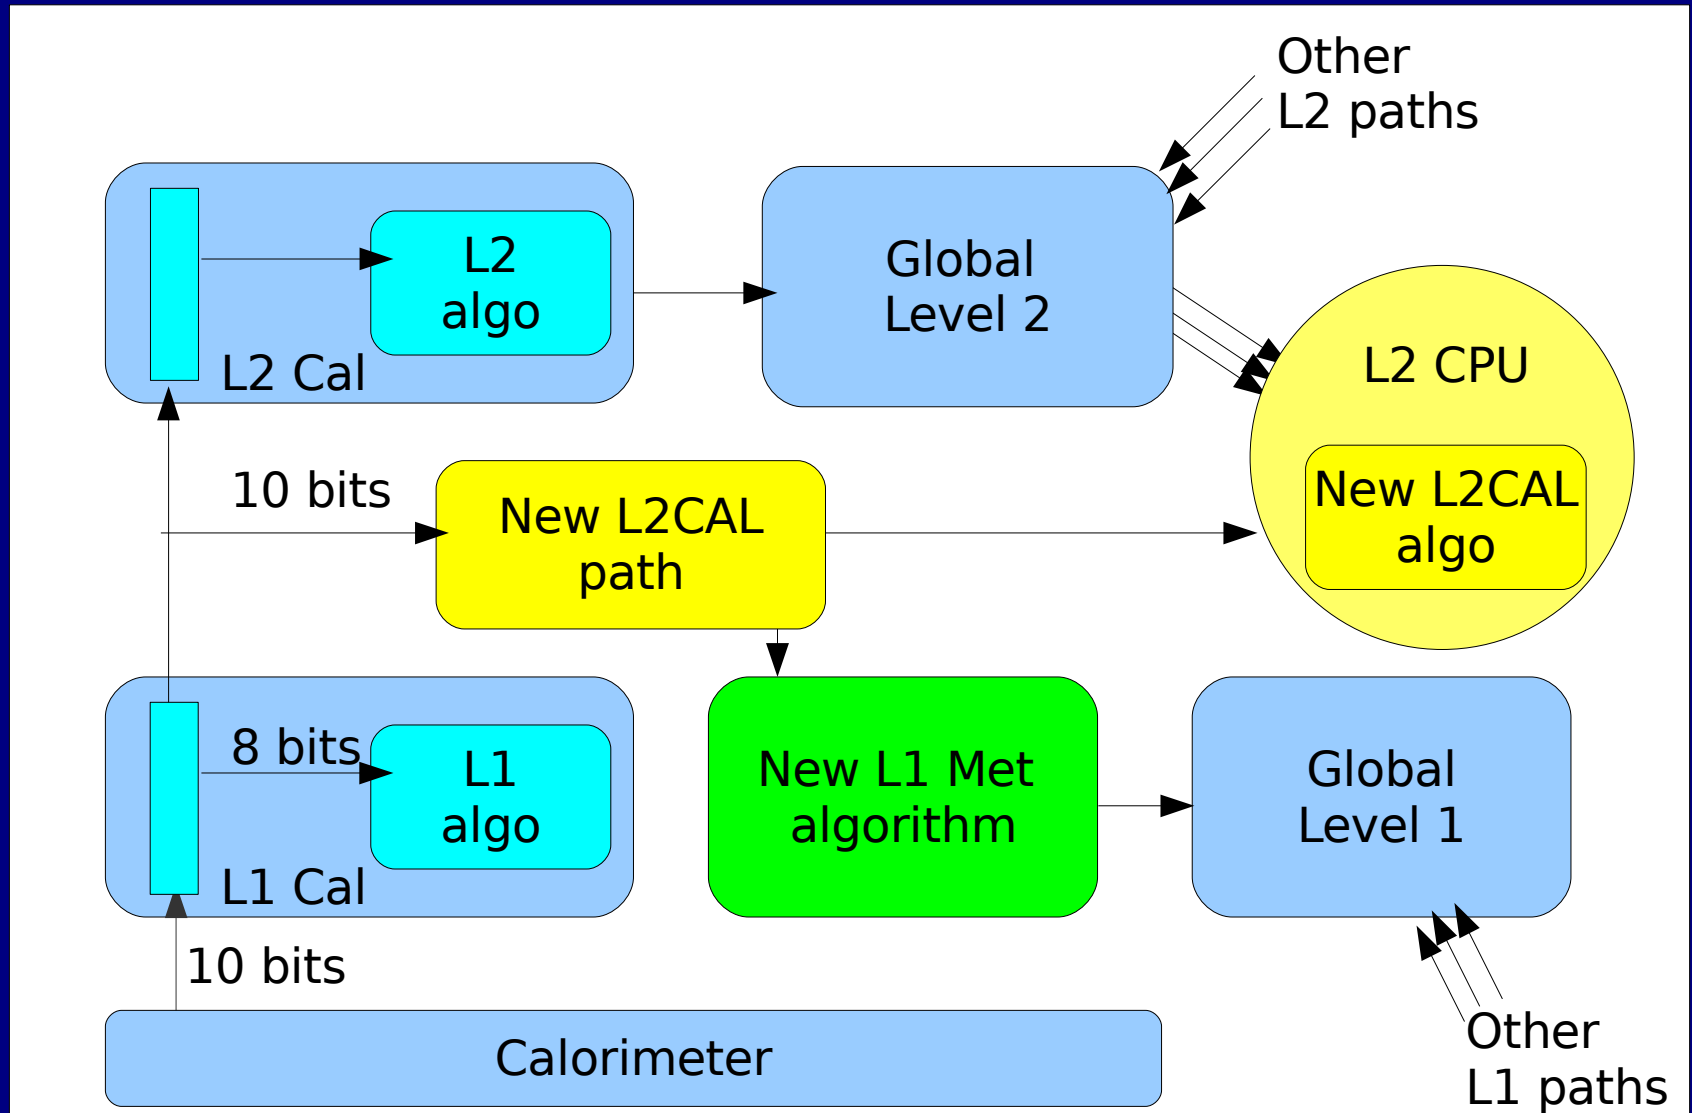 Other
L2 paths
L2
algo
L2 Cal
Global
Level 2
L2 CPU
New L2CAL
algo
10 bits
New L2CAL
path
8 bits
L1
algo
L1 Cal
New L1 Met
algorithm
Global
Level 1
10 bits
Calorimeter
Other
L1 paths